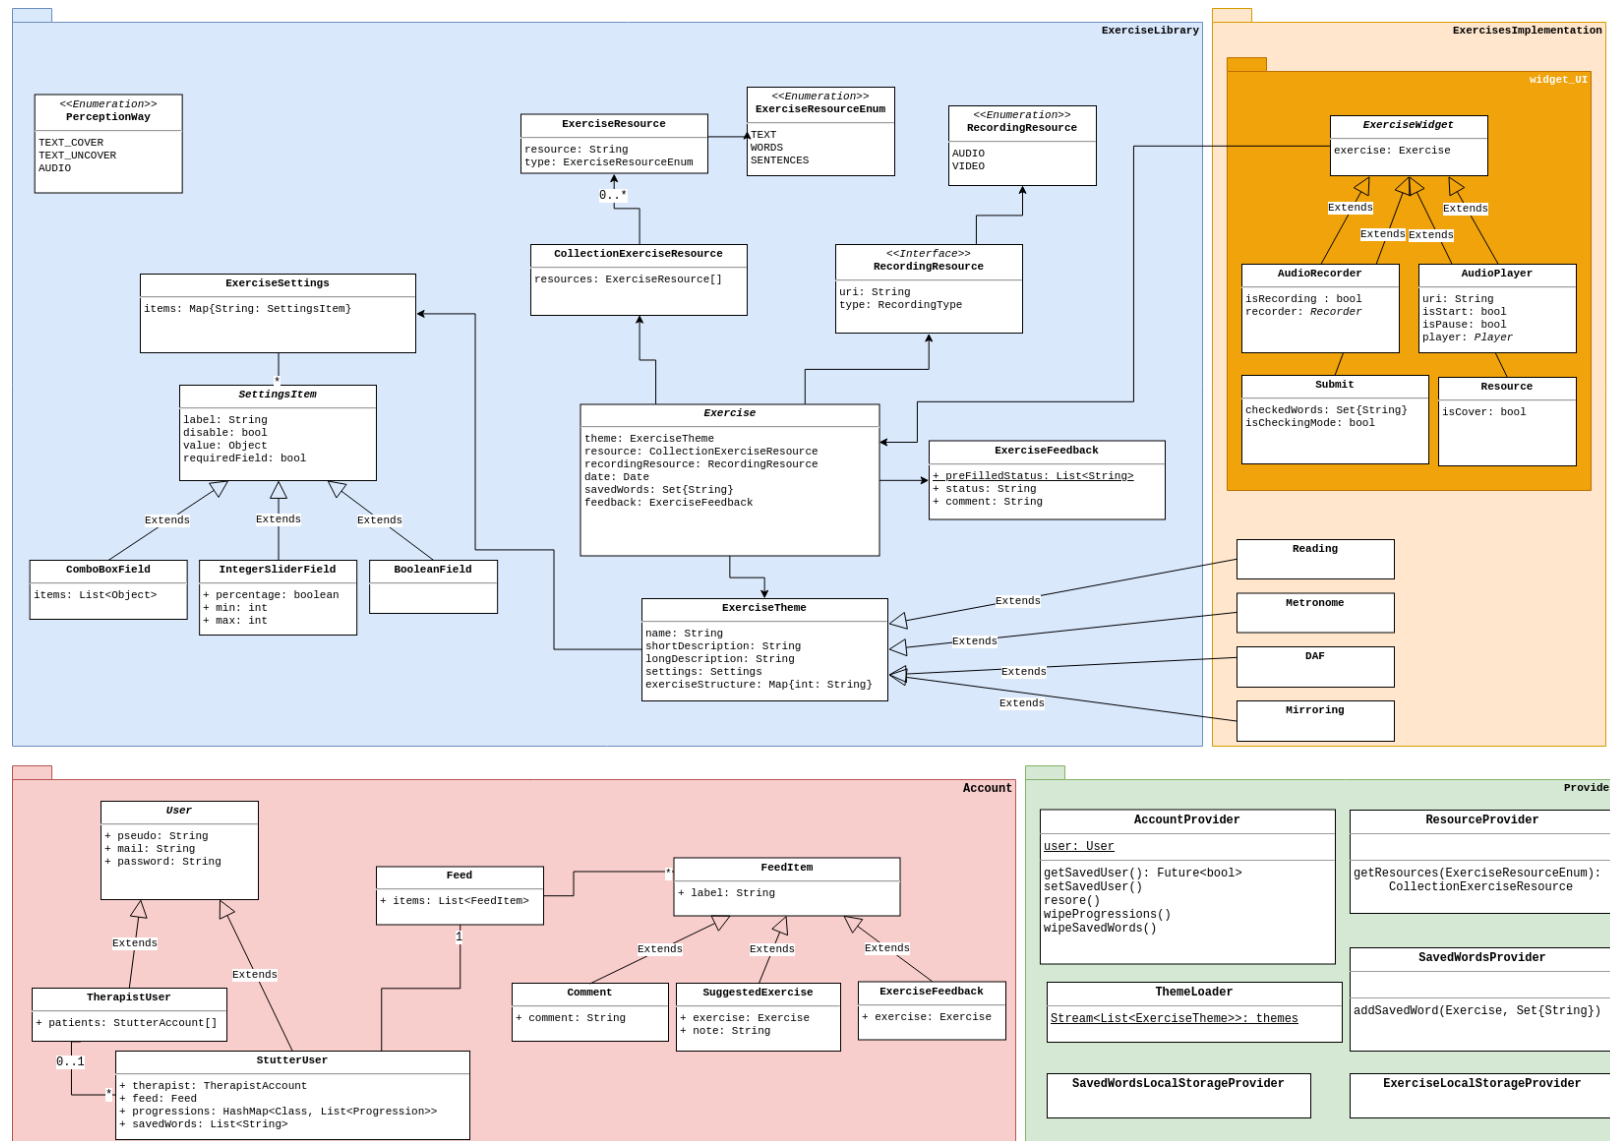 ExerciseLibrary
<<Enumeration>>
PerceptionWay
TEXT_COVER
TEXT_UNCOVER
AUDIO
ExerciseResource
resource: String
type: ExerciseResourceEnum
<<Enumeration>>
ExerciseResourceEnum
TEXT
WORDS
SENTENCES
<<Enumeration>>
RecordingResource
AUDIO
VIDEO
0..*
CollectionExerciseResource
resources: ExerciseResource[]
<<Interface>>
RecordingResource
uri: String
type: RecordingType
ExerciseSettings
items: Map{String: SettingsItem}
*
SettingsItem
label: String
disable: bool
value: Object
requiredField: bool
Extends
Extends
Extends
ComboBoxField
items: List<Object>
IntegerSliderField
+ percentage: boolean
+ min: int
+ max: int
BooleanField
Exercise
theme: ExerciseTheme
resource: CollectionExerciseResource
recordingResource: RecordingResource
date: Date
savedWords: Set{String}
feedback: ExerciseFeedback
ExerciseFeedback
+ preFilledStatus: List<String>
+ status: String
+ comment: String
ExerciseTheme
name: String
shortDescription: String
longDescription: String
settings: Settings
exerciseStructure: Map{int: String}
Extends
Extends
Extends
Extends
ExercisesImplementation
widget_UI
ExerciseWidget
exercise: Exercise
Extends
Extends
Extends
Extends
AudioRecorder
isRecording : bool
recorder: Recorder
AudioPlayer
uri: String
isStart: bool
isPause: bool
player: Player
Submit
checkedWords: Set{String}
isCheckingMode: bool
Resource
isCover: bool
Reading
Metronome
DAF
Mirroring
Account
User
+ pseudo: String
+ mail: String
+ password: String
Extends
Extends
TherapistUser
+ patients: StutterAccount[]
0..1
*
StutterUser
+ therapist: TherapistAccount
+ feed: Feed
+ progressions: HashMap<Class, List<Progression>>
+ savedWords: List<String>
Feed
+ items: List<FeedItem>
1
*
FeedItem
+ label: String
Extends
Extends
Extends
Comment
+ comment: String
SuggestedExercise
+ exercise: Exercise
+ note: String
ExerciseFeedback
+ exercise: Exercise
Provide
AccountProvider
user: User
getSavedUser(): Future<bool>
setSavedUser()
resore()
wipeProgressions()
wipeSavedWords()
ResourceProvider
getResources(ExerciseResourceEnum):
CollectionExerciseResource
SavedWordsProvider
addSavedWord(Exercise, Set{String})
ThemeLoader
Stream<List<ExerciseTheme>>: themes
SavedWordsLocalStorageProvider
ExerciseLocalStorageProvider